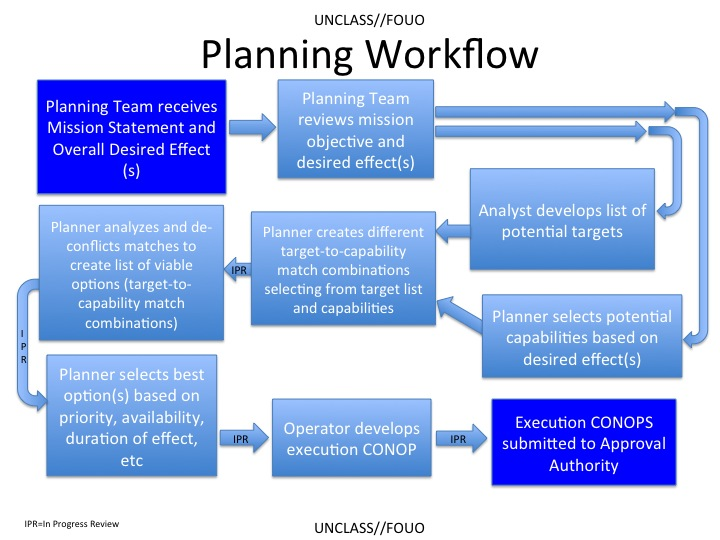 UNCLASS//FOUO
Planning Workflow
Planning Team receives
Mission Statement and
Overall Desired Effect
(s)
Planning Team
reviews mission
objective and
desired effect(s)
Analyst develops list of
potential targets
Planner selects potential
capabilities based on
desired effect(s)
Planner creates different
target-to-capability
match combinations
selecting from target list
and capabilities
IPR
Planner analyzes and de-
conflicts matches to
create list of viable
options (target-to-
capability match
combinations)
I
P
R
Planner selects best
option(s) based on
priority, availability,
duration of effect,
etc
IPR
Operator develops
execution CONOP
IPR
Execution CONOPS
submitted to Approval
Authority
IPR=In Progress Review
UNCLASS//FOUO